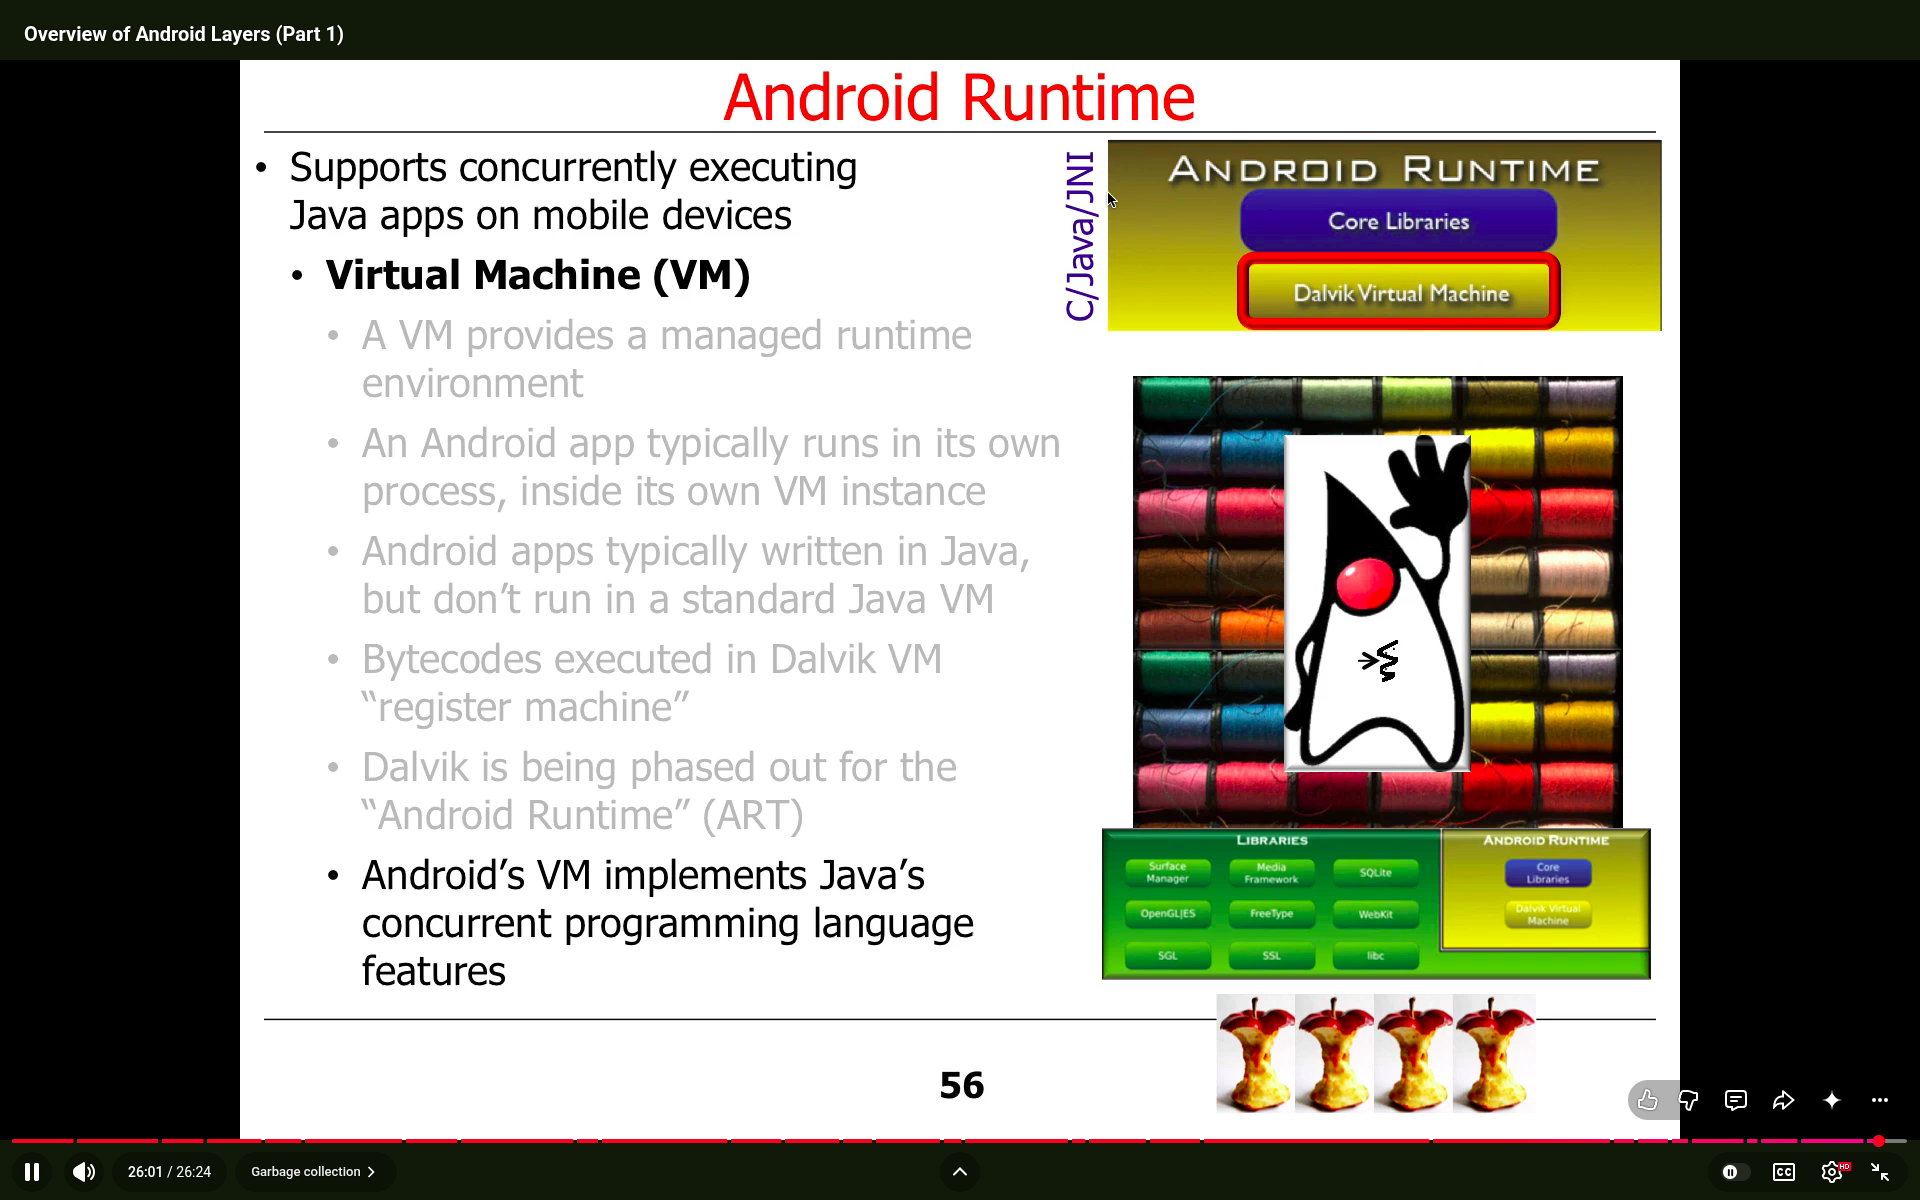 Overview of Android Layers (Part 1)
Android Runtime
• Supports concurrently executing
Java apps on mobile devices
• Virtual Machine (VM)
• A VM provides a managed runtime
environment
• An Android app typically runs in its own
process, inside its own VM instance
• Android apps typically written in Java,
but don’t run in a standard Java VM
• Bytecodes executed in Dalvik VM
“register machine”
• Dalvik is being phased out for the
“Android Runtime” (ART)
• Android’s VM implements Java’s
concurrent programming language
features
C/Java/JNI
ANDROID RUNTIME
Core Libraries
Dalvik Virtual Machine
LIBRARIES
Surface
Manager
Media
Framework
SQLite
OpenGL|ES
FreeType
WebKit
SGL
SSL
libc
ANDROID RUNTIME
Core
Libraries
Dalvik Virtual
Machine
56
26:01 / 26:24
Garbage collection
CC
HD